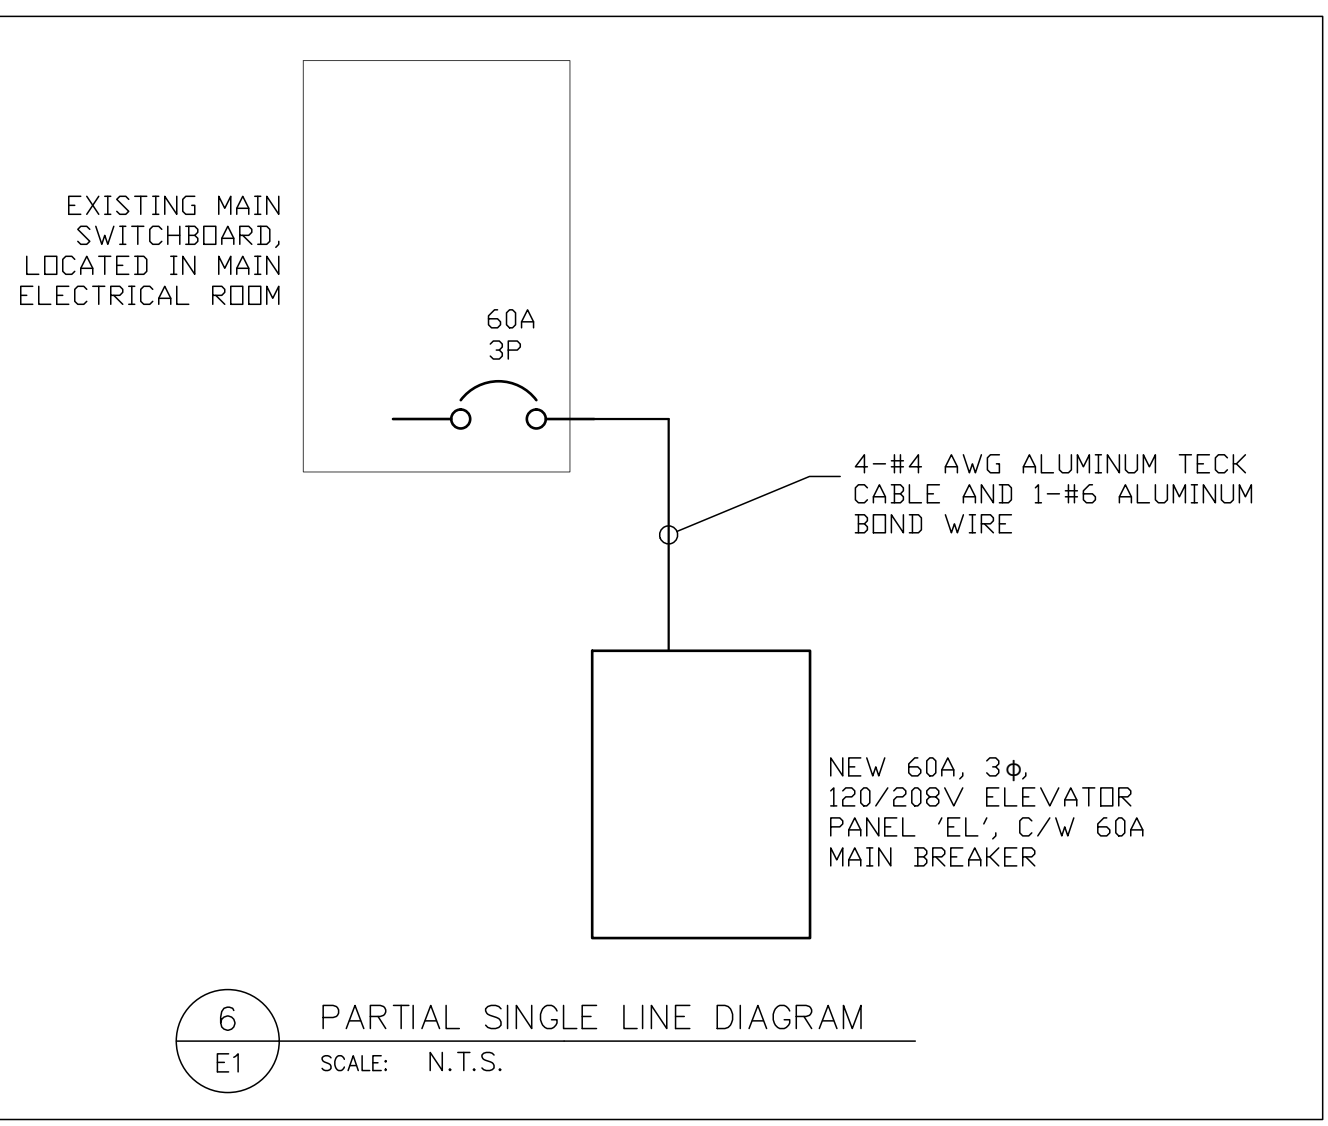 EXISTING MAIN
SWITCHBOARD,
LOCATED IN MAIN
ELECTRICAL ROOM
60A
3P
4-#4 AWG ALUMINUM TECK
CABLE AND 1-#6 ALUMINUM
BOND WIRE
NEW 60A, 3ϕ,
120/208V ELEVATOR
PANEL 'EL', C/W 60A
MAIN BREAKER
6
E1
PARTIAL SINGLE LINE DIAGRAM
SCALE: N.T.S.